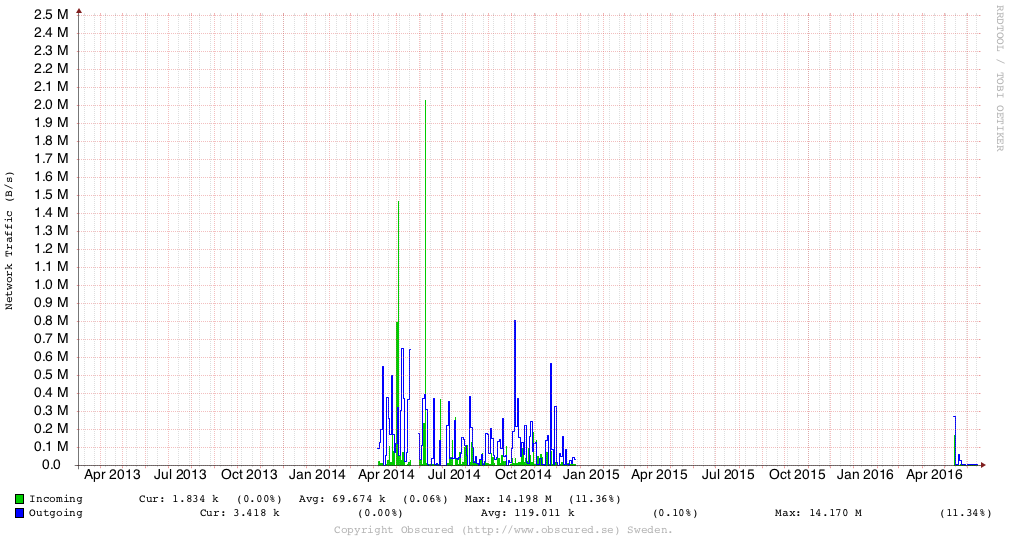 2.5 M
2.4 M
2.3 M
2.2 M
2.1 M
2.0 M
1.9 M
1.8 M
1.7 M
1.6 M
1.5 M
1.4 M
1.3 M
1.2 M
1.1 M
1.0 M
0.9 M
0.8 M
0.7 M
0.6 M
0.5 M
0.4 M
0.3 M
0.2 M
0.1 M
0.0
Network Traffic (B/s)
RRDTOOL / TOBI OETIKER
Apr 2013 Jul 2013 Oct 2013 Jan 2014 Apr 2014 Jul 2014 Oct 2014 Jan 2015 Apr 2015 Jul 2015 Oct 2015 Jan 2016 Apr 2016
Incoming Cur: 1.834 k (0.00%) Avg: 69.674 k (0.06%) Max: 14.198 M (11.36%)
Outgoing Cur: 3.418 k (0.00%) Avg: 119.011 k (0.10%) Max: 14.170 M (11.34%)
Copyright Obscured (http://www.obscured.se) Sweden.